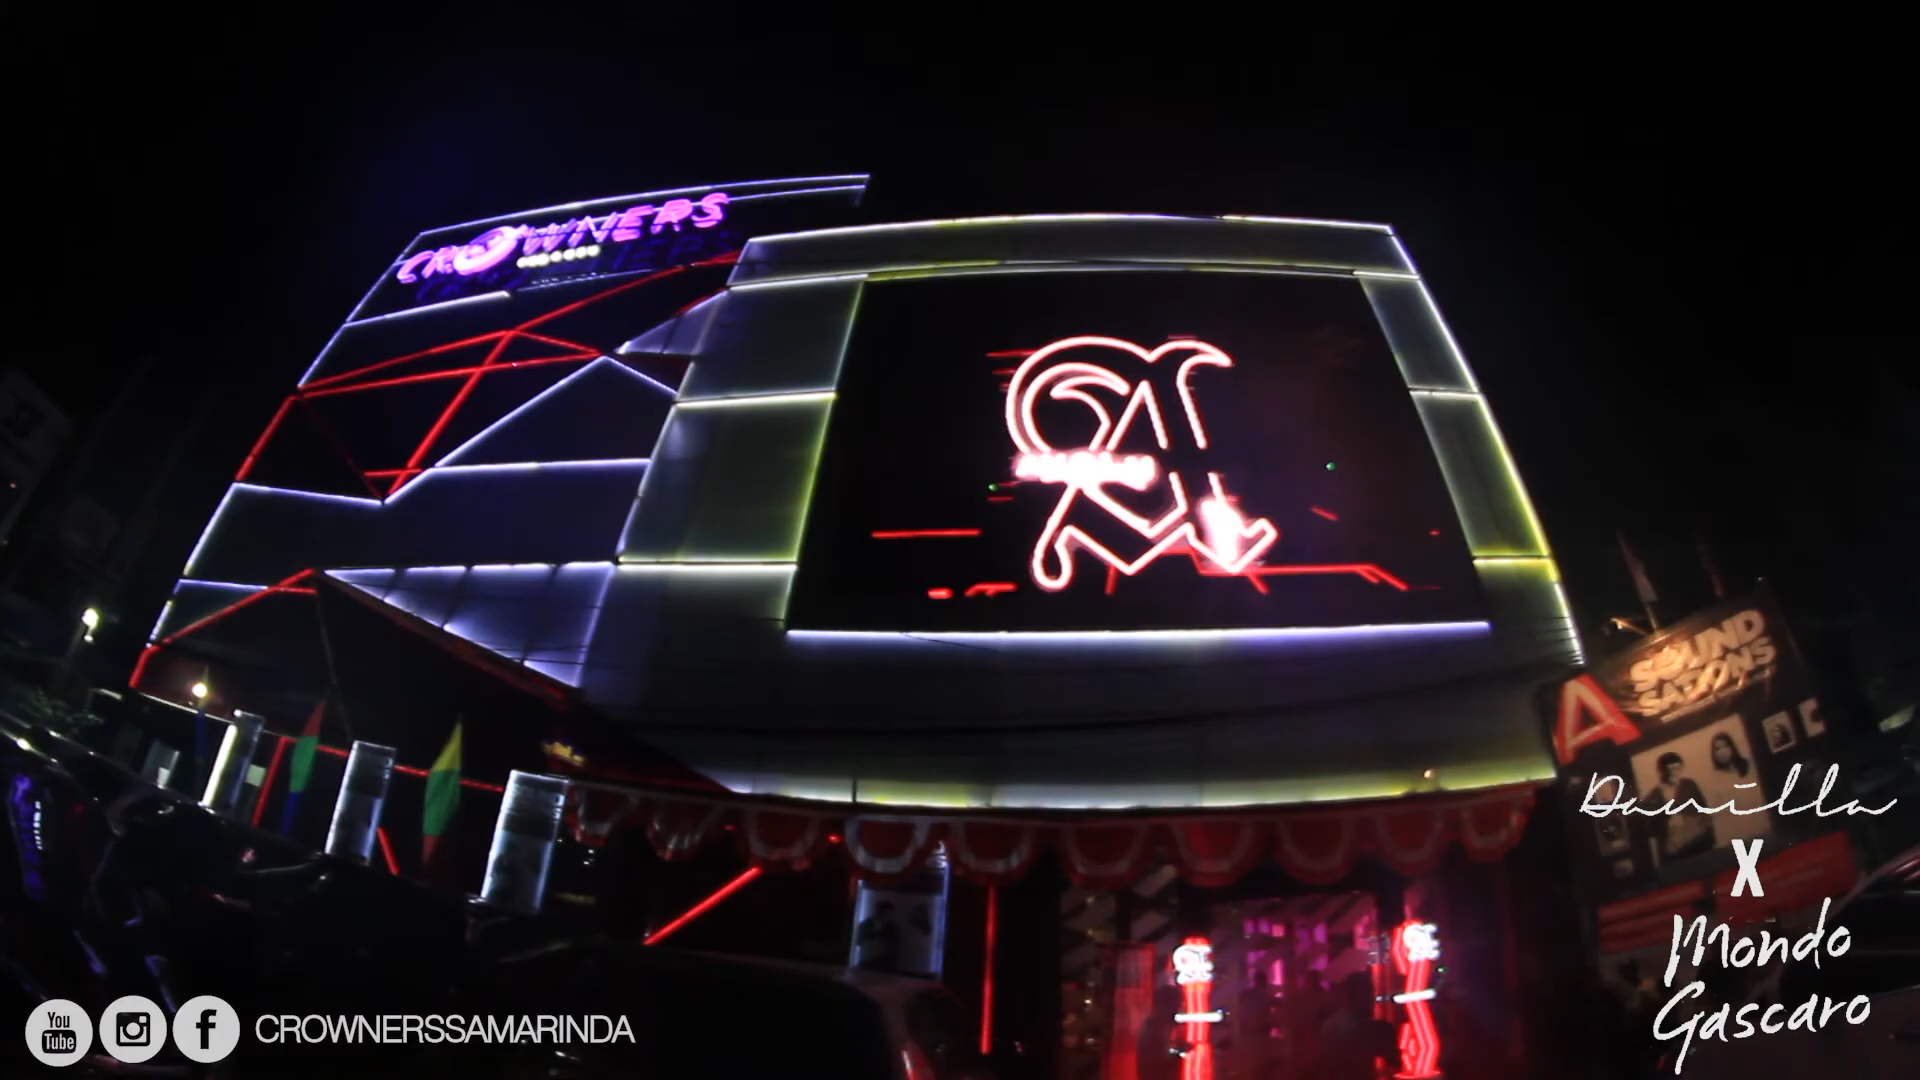 CROWNERS
SOUND
SATIONS
A
Danilla
X
Mondo
Gascaro
You
Tube
f
CROWNERSSAMARINDA